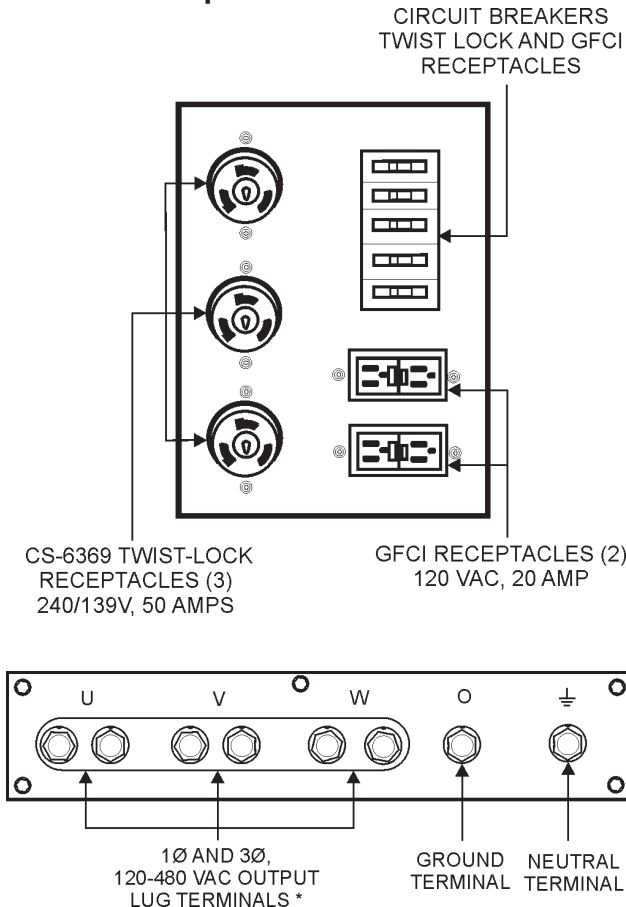 CIRCUIT BREAKERS
TWIST LOCK AND GFCI
RECEPTACLES
CS-6369 TWIST-LOCK
RECEPTACLES (3)
240/139V, 50 AMPS
GFCI RECEPTACLES (2)
120 VAC, 20 AMP
U V W O
1Ø AND 3Ø,
120-480 VAC OUTPUT
LUG TERMINALS *
GROUND
TERMINAL
NEUTRAL
TERMINAL